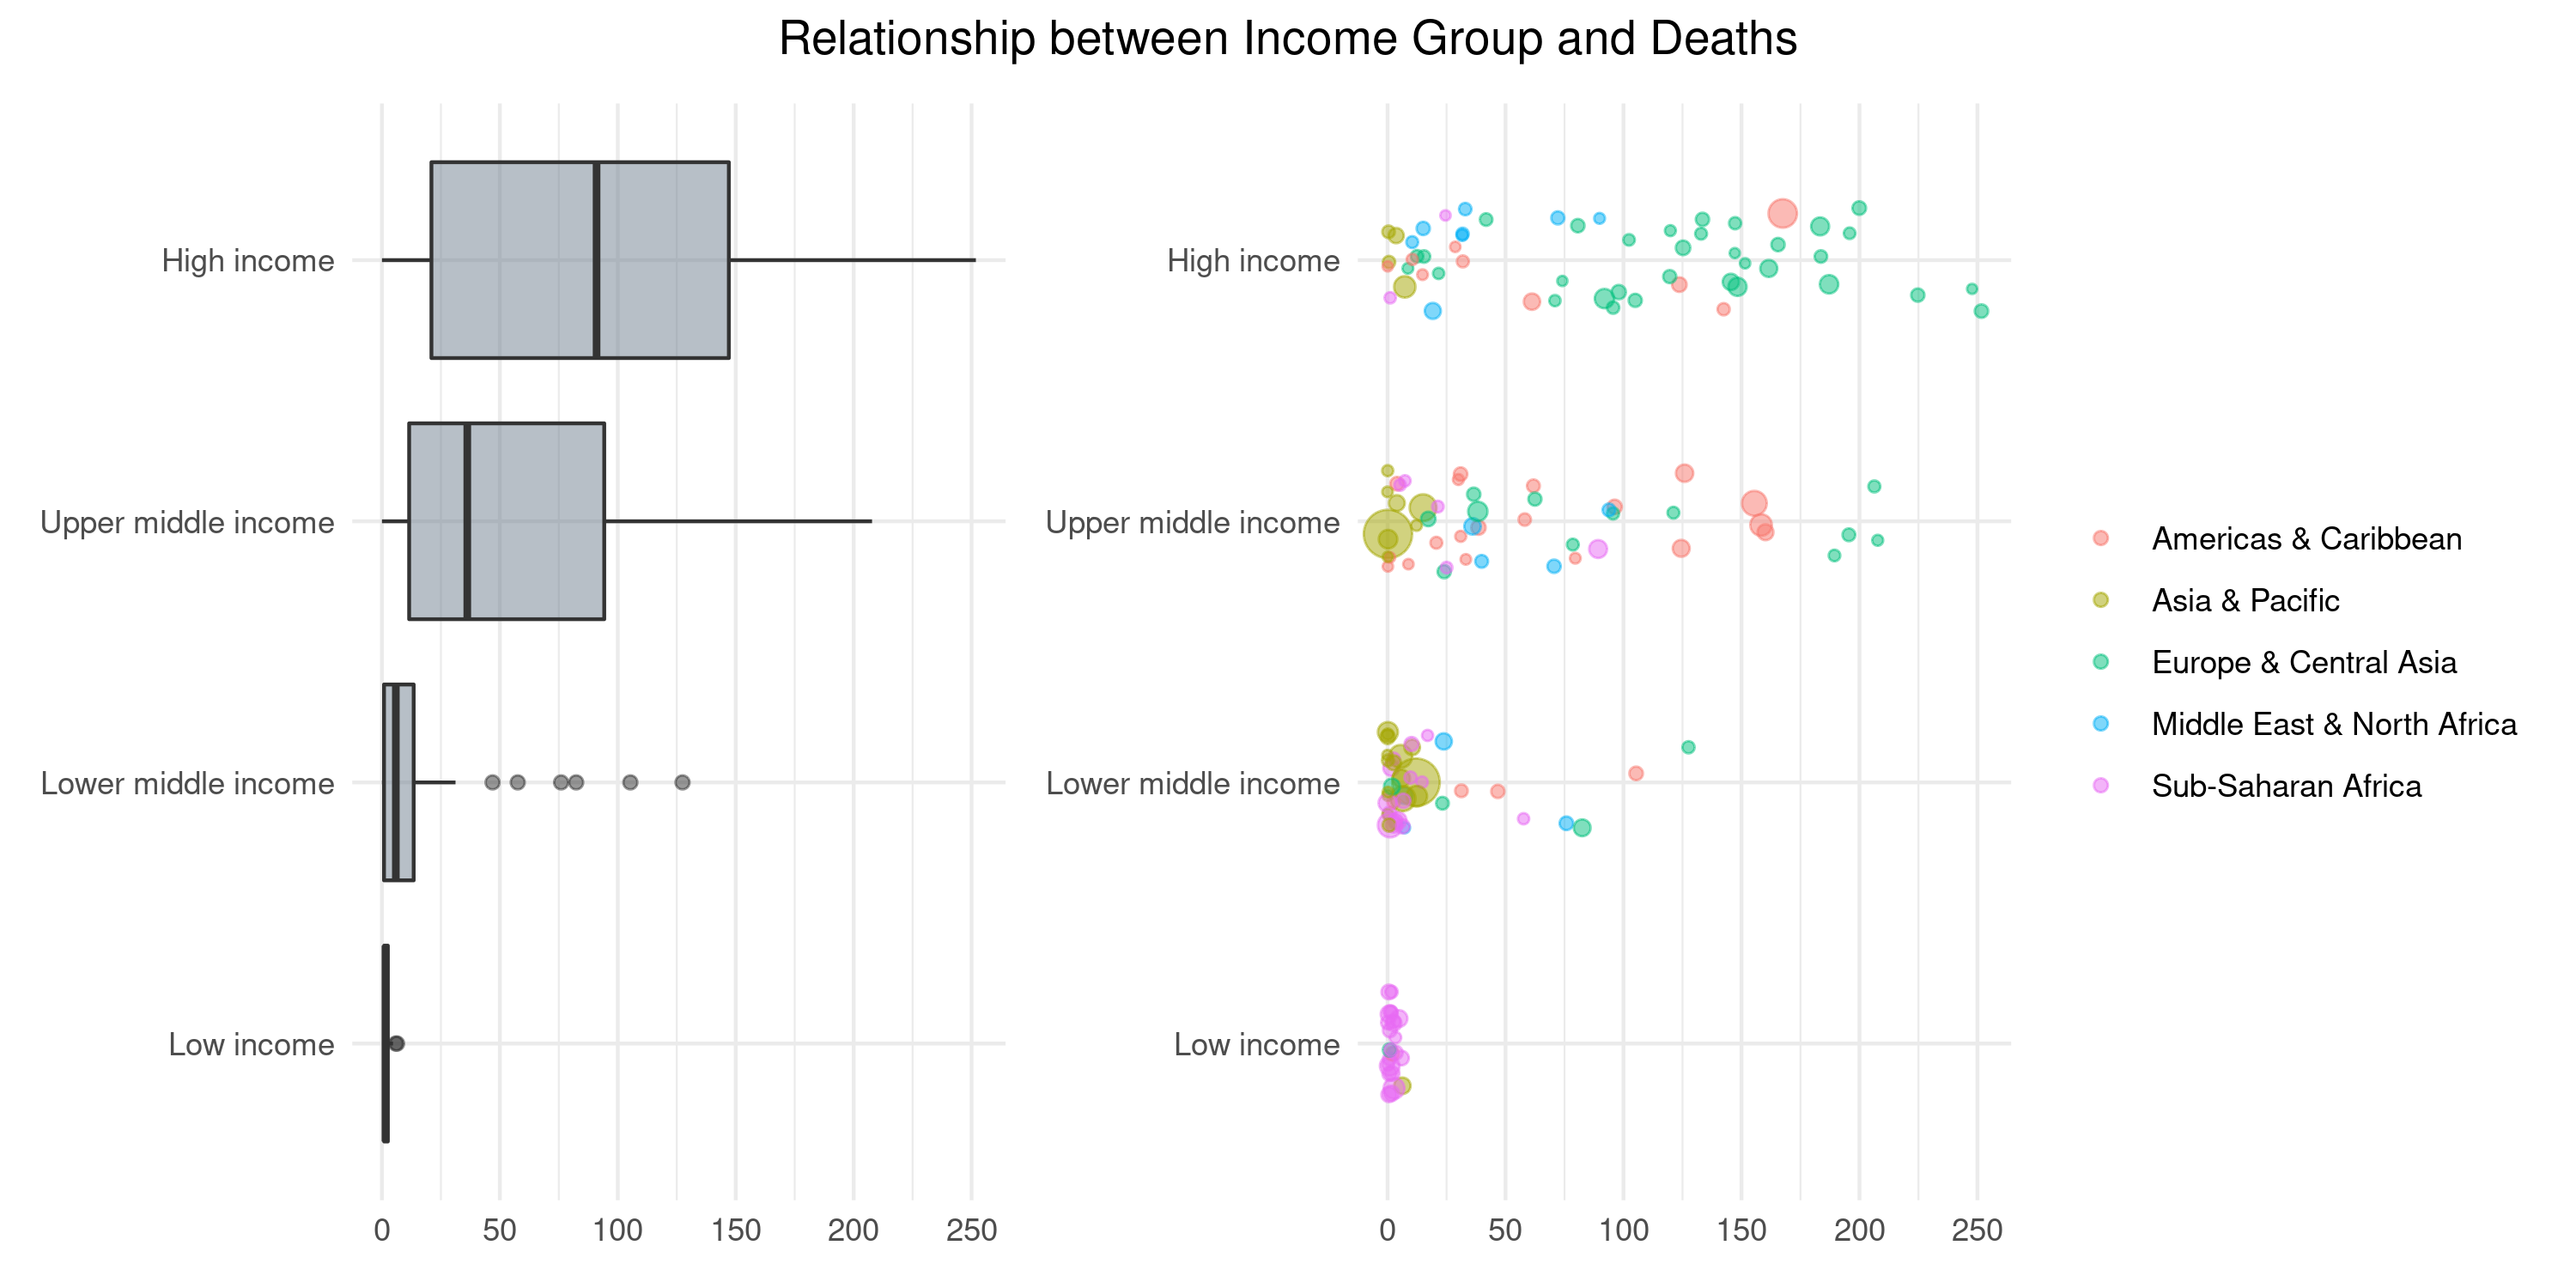 Relationship between Income Group and Deaths
High income
Upper middle income
Lower middle income
Low income
0 50 100 150 200 250
High income
Upper middle income
Lower middle income
Low income
0 50 100 150 200 250
Americas & Caribbean
Asia & Pacific
Europe & Central Asia
Middle East & North Africa
Sub-Saharan Africa